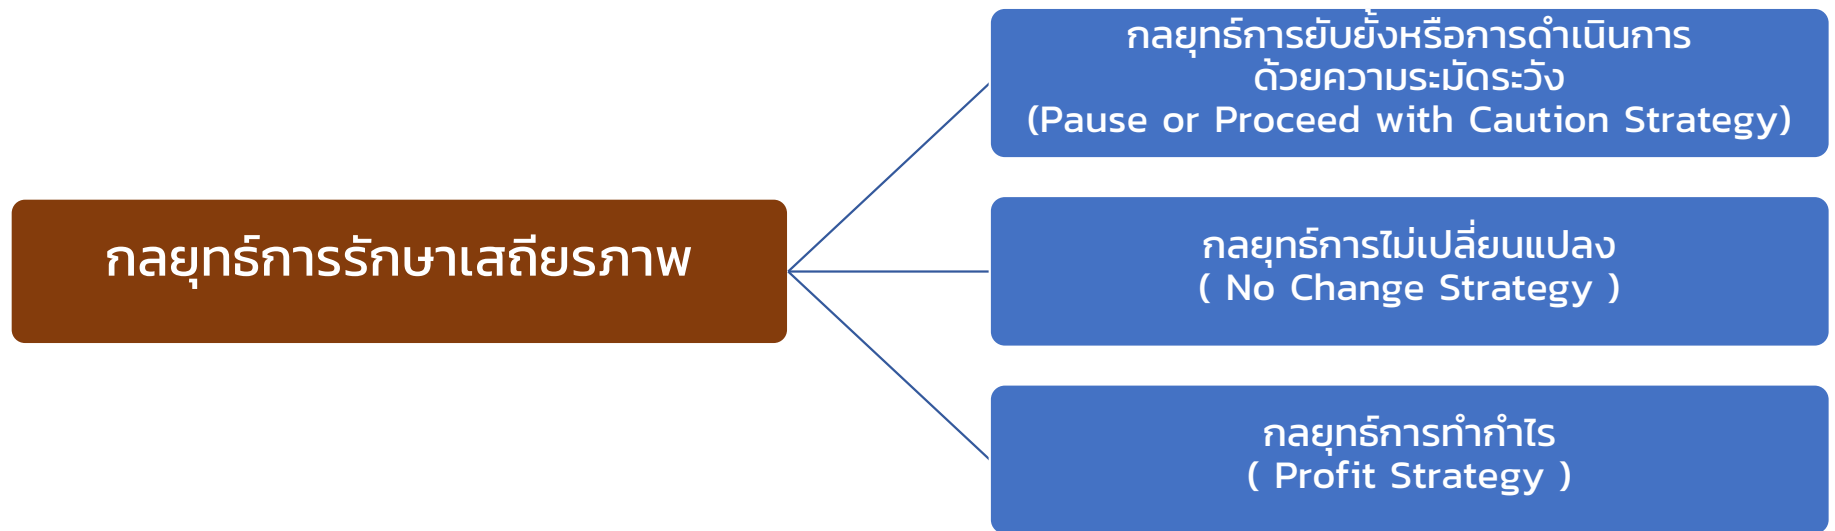 กลยุทธ์การรักษาเสถียรภาพ
กลยุทธ์การยับยั้งหรือการดำเนินการ
ด้วยความระมัดระวัง
(Pause or Proceed with Caution Strategy)
กลยุทธ์การไม่เปลี่ยนแปลง
( No Change Strategy )
กลยุทธ์การทำกำไร
( Profit Strategy )